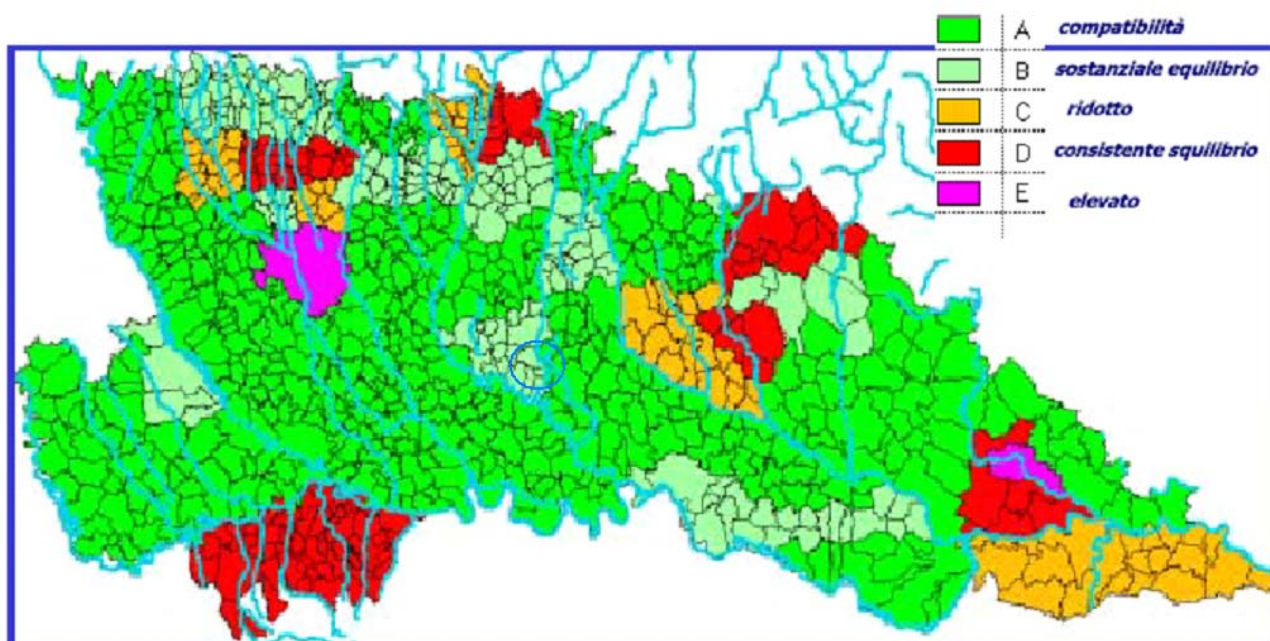 A compatibilità
B sostanziale equilibrio
C ridotto
D consistente squilibrio
E elevato